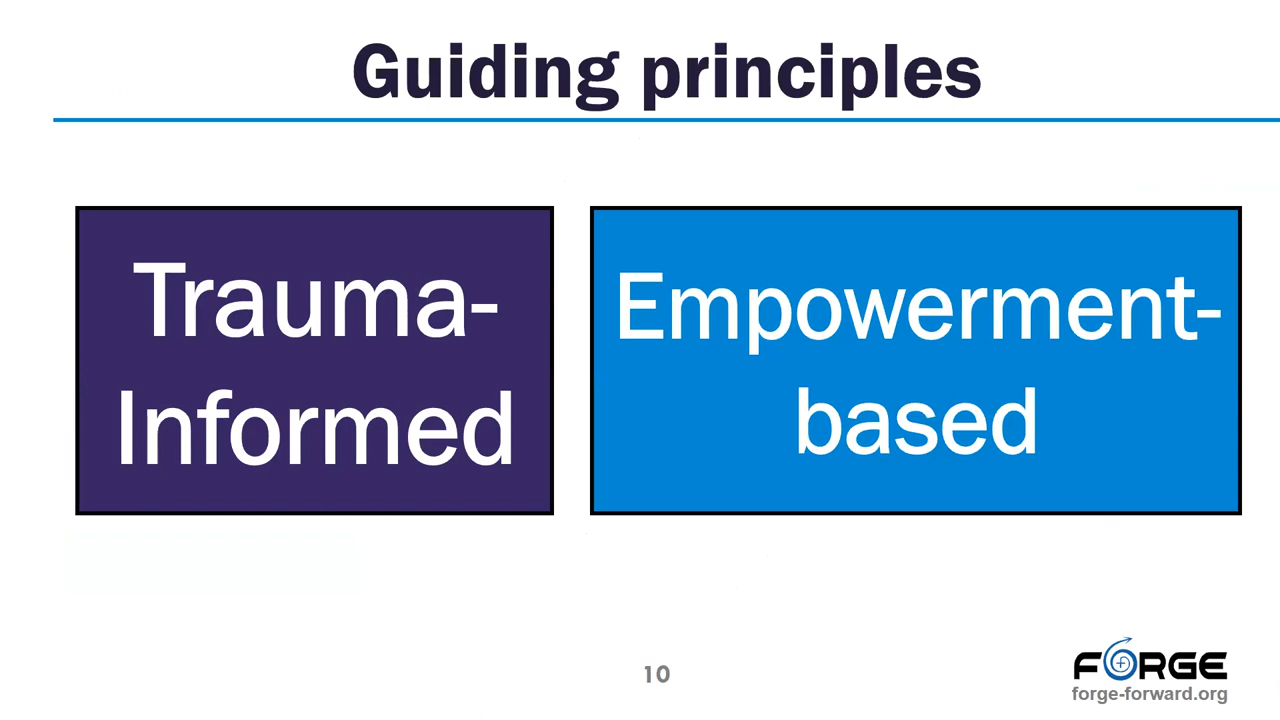 Guiding principles
Trauma-
Informed
Empowerment-
based
10
FORGE
forge-forward.org